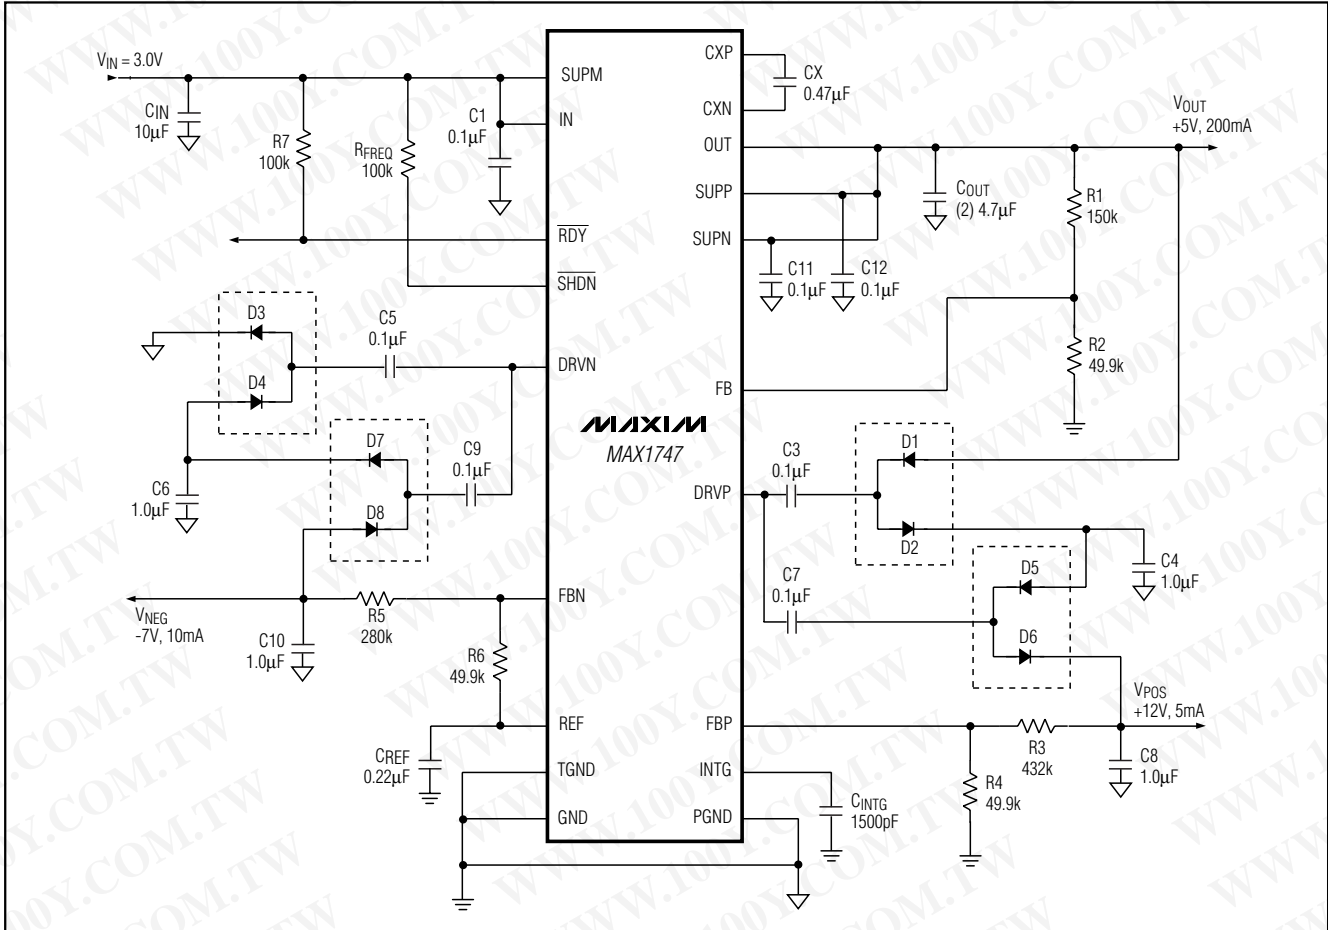 V_IN = 3.0V
C_IN
10µF
R7
100k
R_FREQ
100k
C1
0.1µF
SUPM
IN
RDY
SHDN
DRVN
FBN
REF
TGND
GND
CXP
CXN
OUT
SUPP
SUPN
FB
DRVP
FBP
INTG
PGND
MAXIM
MAX1747
CX
0.47µF
V_OUT
+5V, 200mA
C_OUT
(2) 4.7µF
R1
150k
C11
0.1µF
C12
0.1µF
R2
49.9k
D3
D4
C5
0.1µF
D7
D8
C9
0.1µF
C6
1.0µF
V_NEG
-7V, 10mA
R5
280k
C10
1.0µF
R6
49.9k
C_REF
0.22µF
C3
0.1µF
D1
D2
C7
0.1µF
D5
D6
C4
1.0µF
V_POS
+12V, 5mA
R3
432k
R4
49.9k
C8
1.0µF
C_INTG
1500pF
WWW.100Y.COM.TW